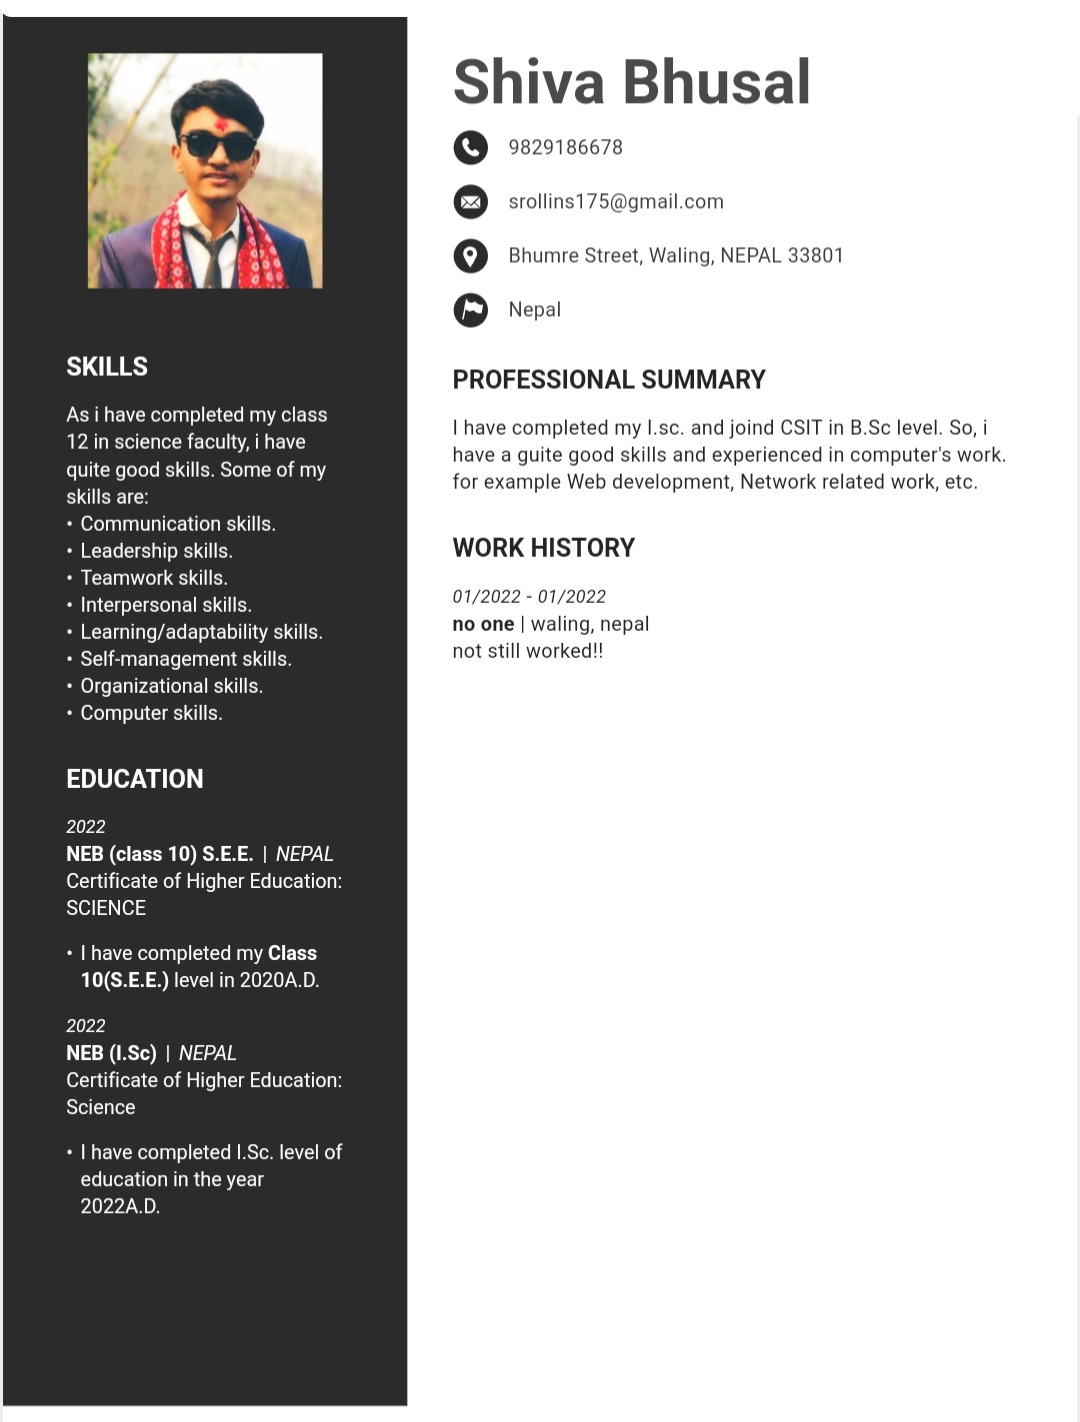 Shiva Bhusal
9829186678
srollins175@gmail.com
Bhumre Street, Waling, NEPAL 33801
Nepal
SKILLS
As i have completed my class
12 in science faculty, i have
quite good skills. Some of my
skills are:
• Communication skills.
• Leadership skills.
• Teamwork skills.
• Interpersonal skills.
• Learning/adaptability skills.
• Self-management skills.
• Organizational skills.
• Computer skills.
EDUCATION
2022
NEB (class 10) S.E.E. | NEPAL
Certificate of Higher Education:
SCIENCE
• I have completed my Class
10(S.E.E.) level in 2020A.D.
2022
NEB (I.Sc) | NEPAL
Certificate of Higher Education:
Science
• I have completed I.Sc. level of
education in the year
2022A.D.
PROFESSIONAL SUMMARY
I have completed my I.sc. and joind CSIT in B.Sc level. So, i
have a guite good skills and experienced in computer's work.
for example Web development, Network related work, etc.
WORK HISTORY
01/2022 - 01/2022
no one | waling, nepal
not still worked!!